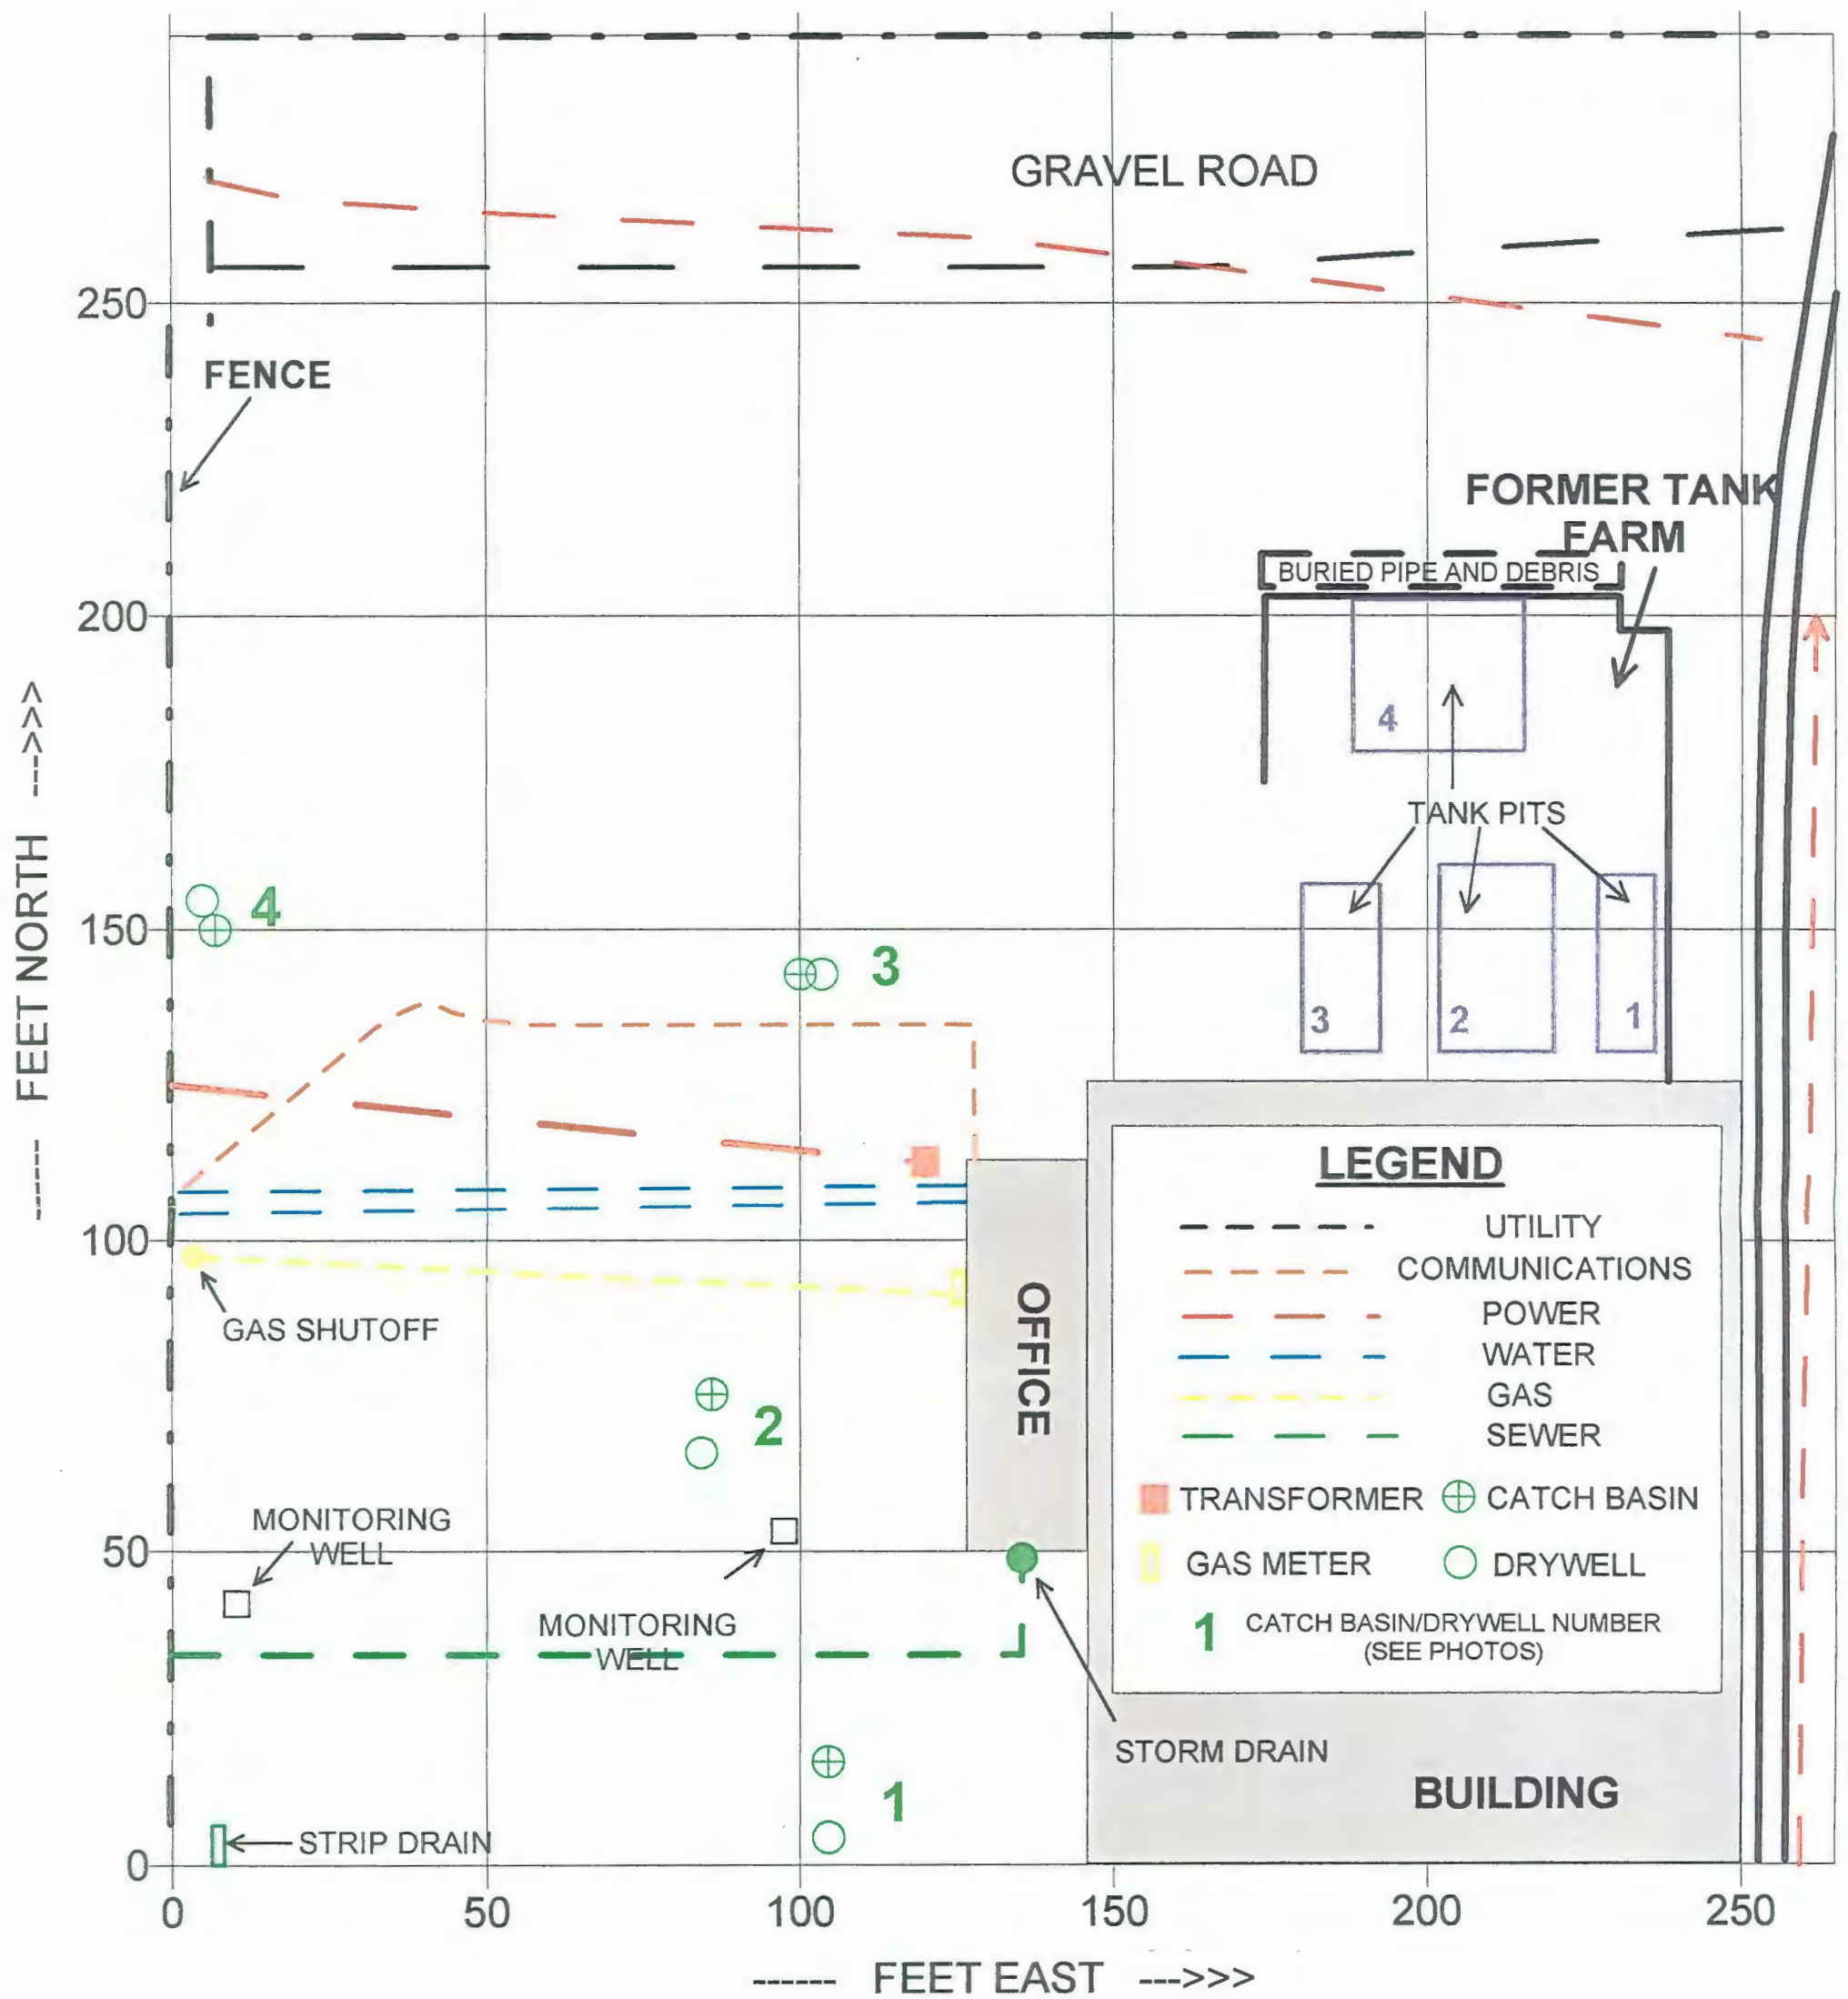 GRAVEL ROAD
250
FENCE
FORMER TANK
FARM
BURIED PIPE AND DEBRIS
200
4
TANK PITS
4
150
3
3
2
1
100
GAS SHUTOFF
OFFICE
LEGEND
UTILITY
COMMUNICATIONS
POWER
WATER
GAS
SEWER
TRANSFORMER
CATCH BASIN
GAS METER
DRYWELL
1 CATCH BASIN/DRYWELL NUMBER
(SEE PHOTOS)
2
MONITORING
WELL
50
MONITORING
WELL
STORM DRAIN
BUILDING
1
STRIP DRAIN
0
0 50 100 150 200 250
------ FEET EAST --->>>
------ FEET NORTH --->>>